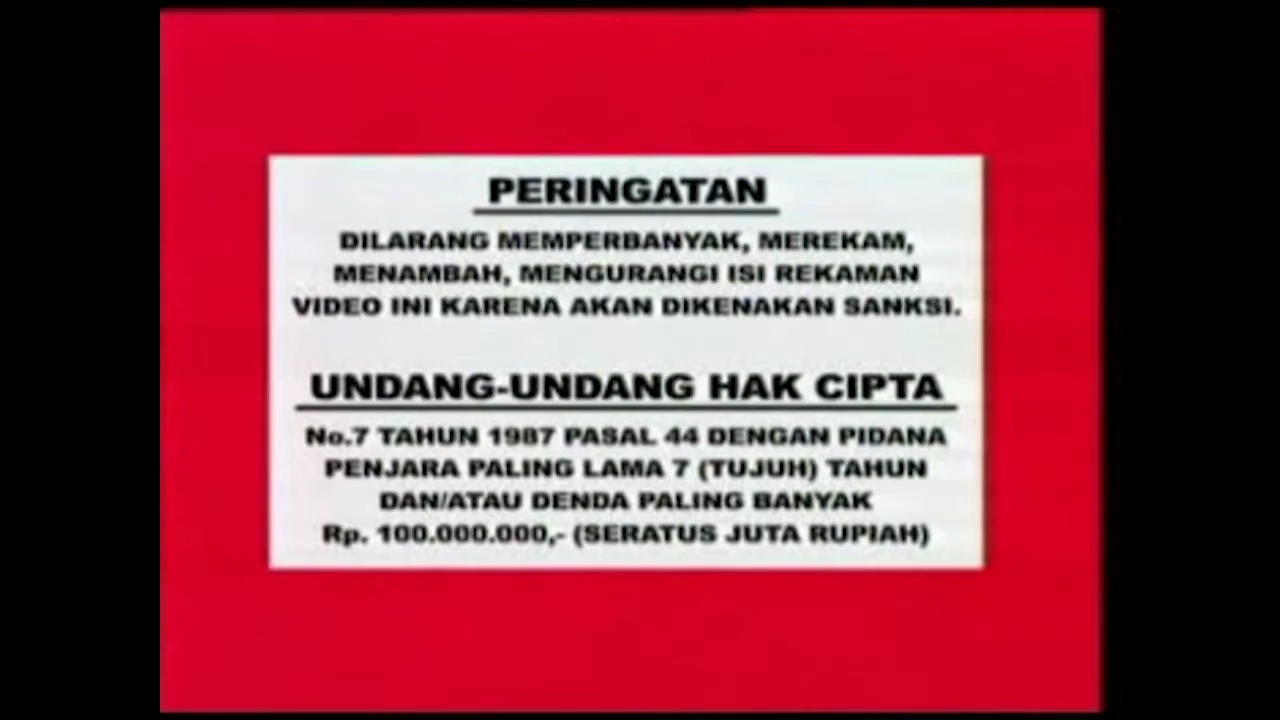 PERINGATAN
DILARANG MEMPERBANYAK, MEREKAM,
MENAMBAH, MENGURANGI ISI REKAMAN
VIDEO INI KARENA AKAN DIKENAKAN SANKSI.
UNDANG-UNDANG HAK CIPTA
No.7 TAHUN 1987 PASAL 44 DENGAN PIDANA
PENJARA PALING LAMA 7 (TUJUH) TAHUN
DAN/ATAU DENDA PALING BANYAK
Rp. 100.000.000,- (SERATUS JUTA RUPIAH)